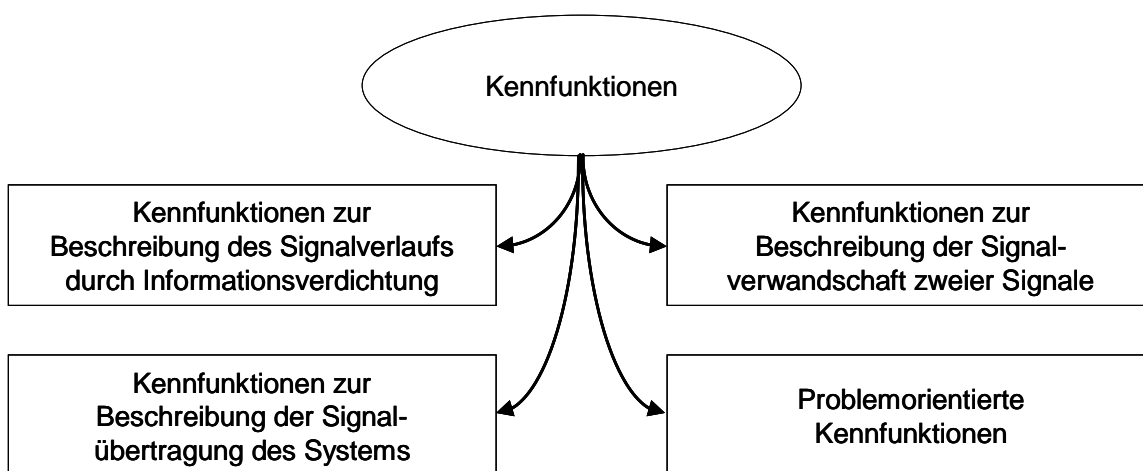 Kennfunktionen
Kennfunktionen zur
Beschreibung des Signalverlaufs
durch Informationsverdichtung
Kennfunktionen zur
Beschreibung der Signal-
verwandschaft zweier Signale
Kennfunktionen zur
Beschreibung der Signal-
übertragung des Systems
Problemorientierte
Kennfunktionen